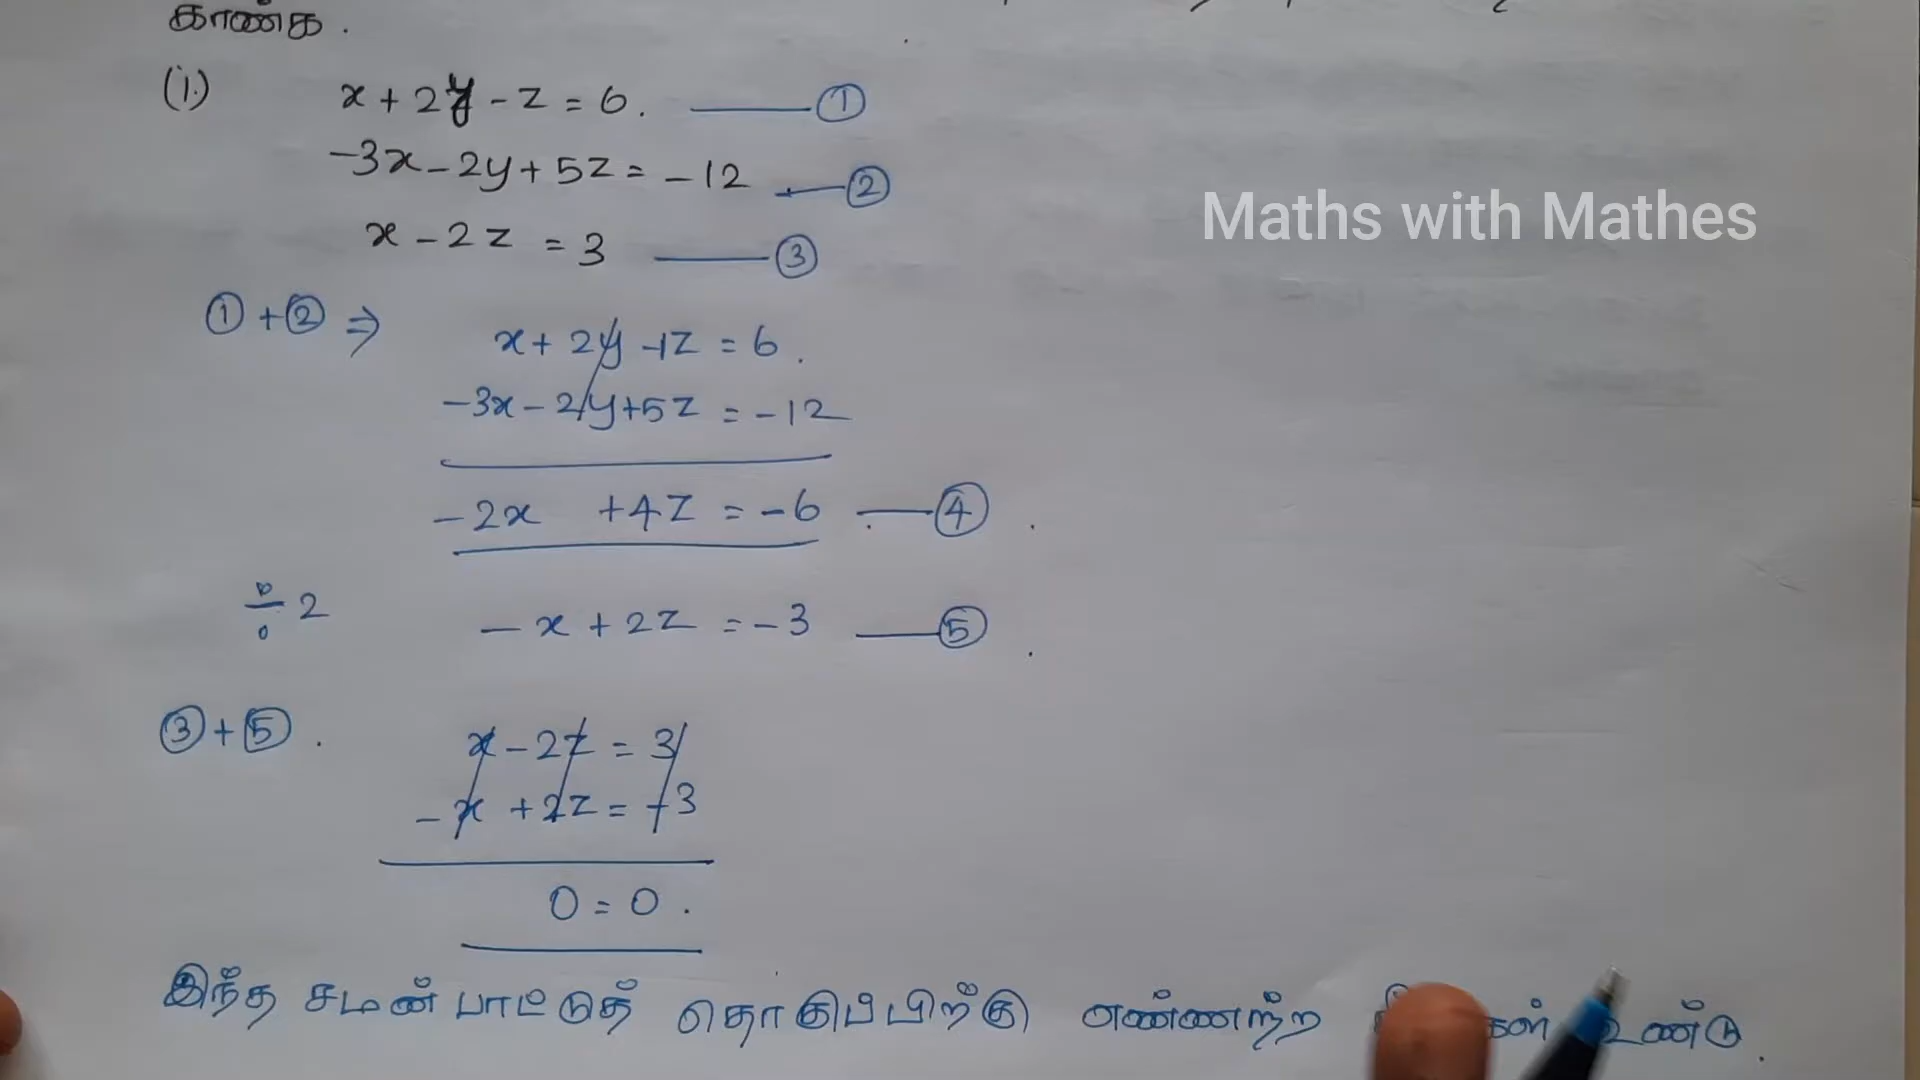 காண்க.
(i) x + 2y - z = 6. —— ①
-3x - 2y + 5z = -12 —— ②
Maths with Mathes
x - 2z = 3 —— ③
① + ② ⇒ x + 2y - 1z = 6.
-3x - 2y + 5z = -12
-2x + 4z = -6 —— ④
÷ 2 - x + 2z = -3 —— ⑤
③ + ⑤. x - 2z = 3
- x + 2z = -3
0 = 0.
இந்த சமன்பாட்டுத் தொகுப்பிற்கு எண்ணற்ற உண்டு.